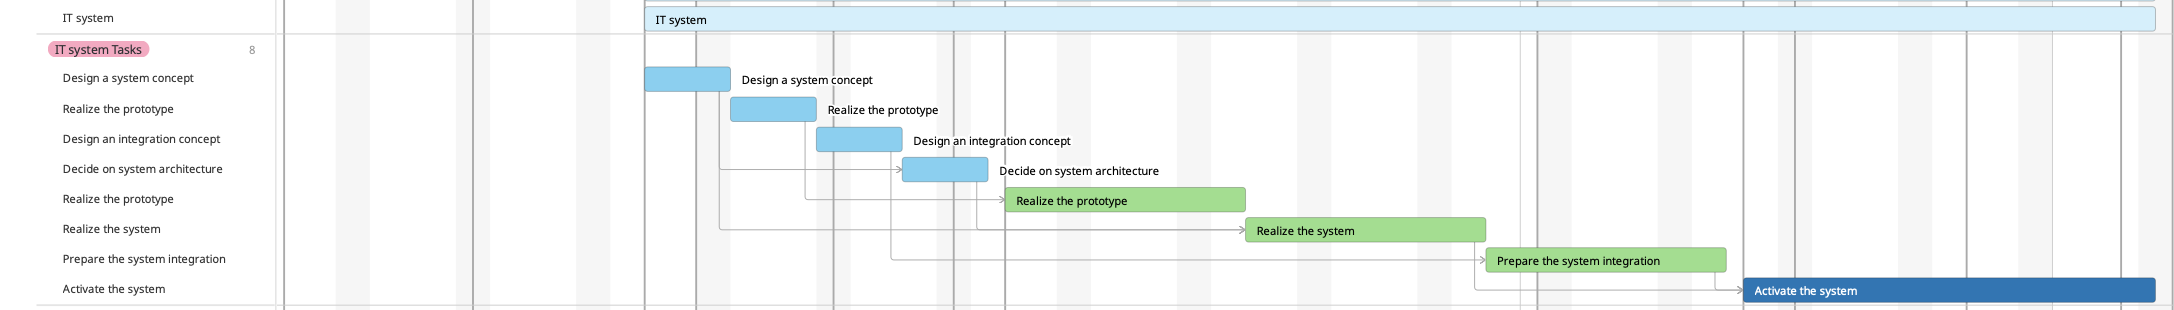 IT system
IT system
IT system Tasks 8
Design a system concept
Design a system concept
Realize the prototype
Realize the prototype
Design an integration concept
Design an integration concept
Decide on system architecture
Decide on system architecture
Realize the prototype
Realize the prototype
Realize the system
Realize the system
Prepare the system integration
Prepare the system integration
Activate the system
Activate the system